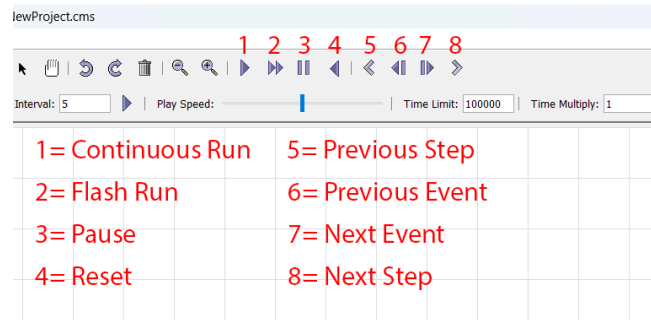 NewProject.cms
1 2 3 4 5 6 7 8
Interval: 5 Play Speed: Time Limit: 100000 Time Multiply: 1
1= Continuous Run 5= Previous Step
2= Flash Run 6= Previous Event
3= Pause 7= Next Event
4= Reset 8= Next Step